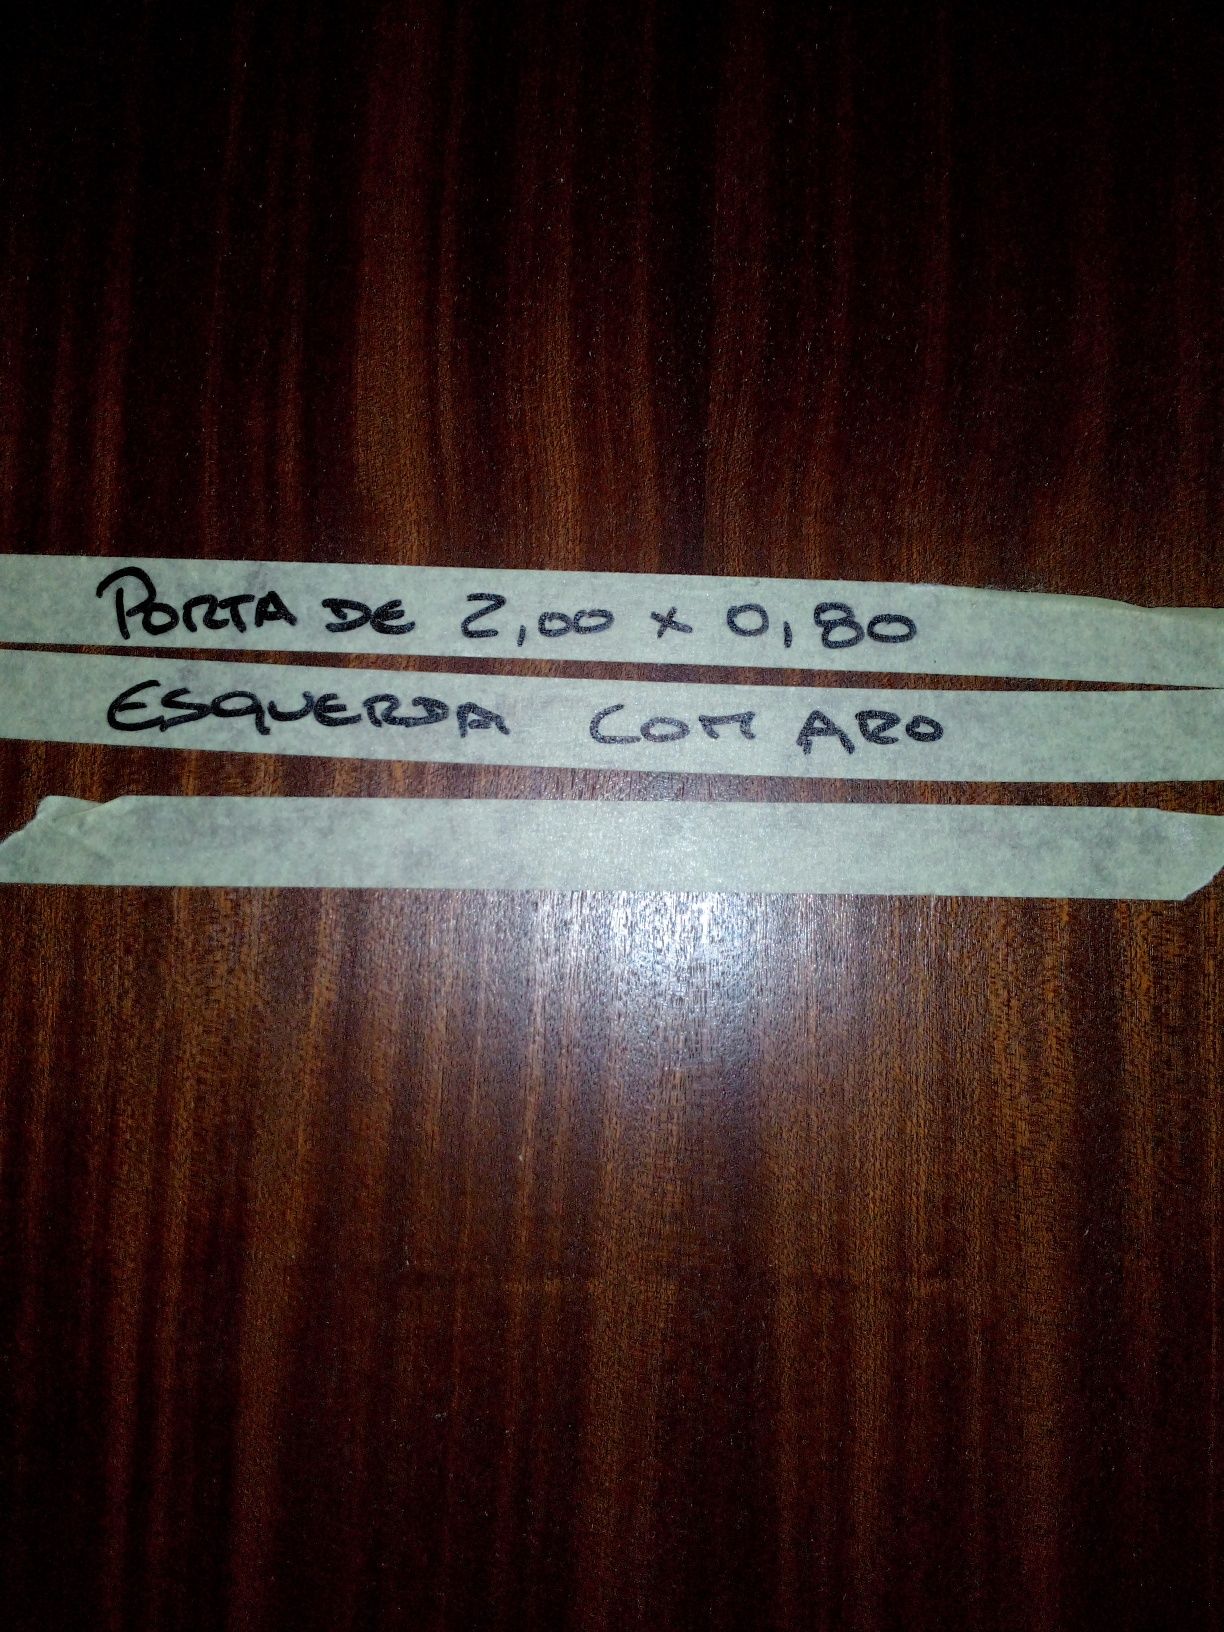 PORTA DE 2,00 x 0,80
ESQUERDA COM ARO